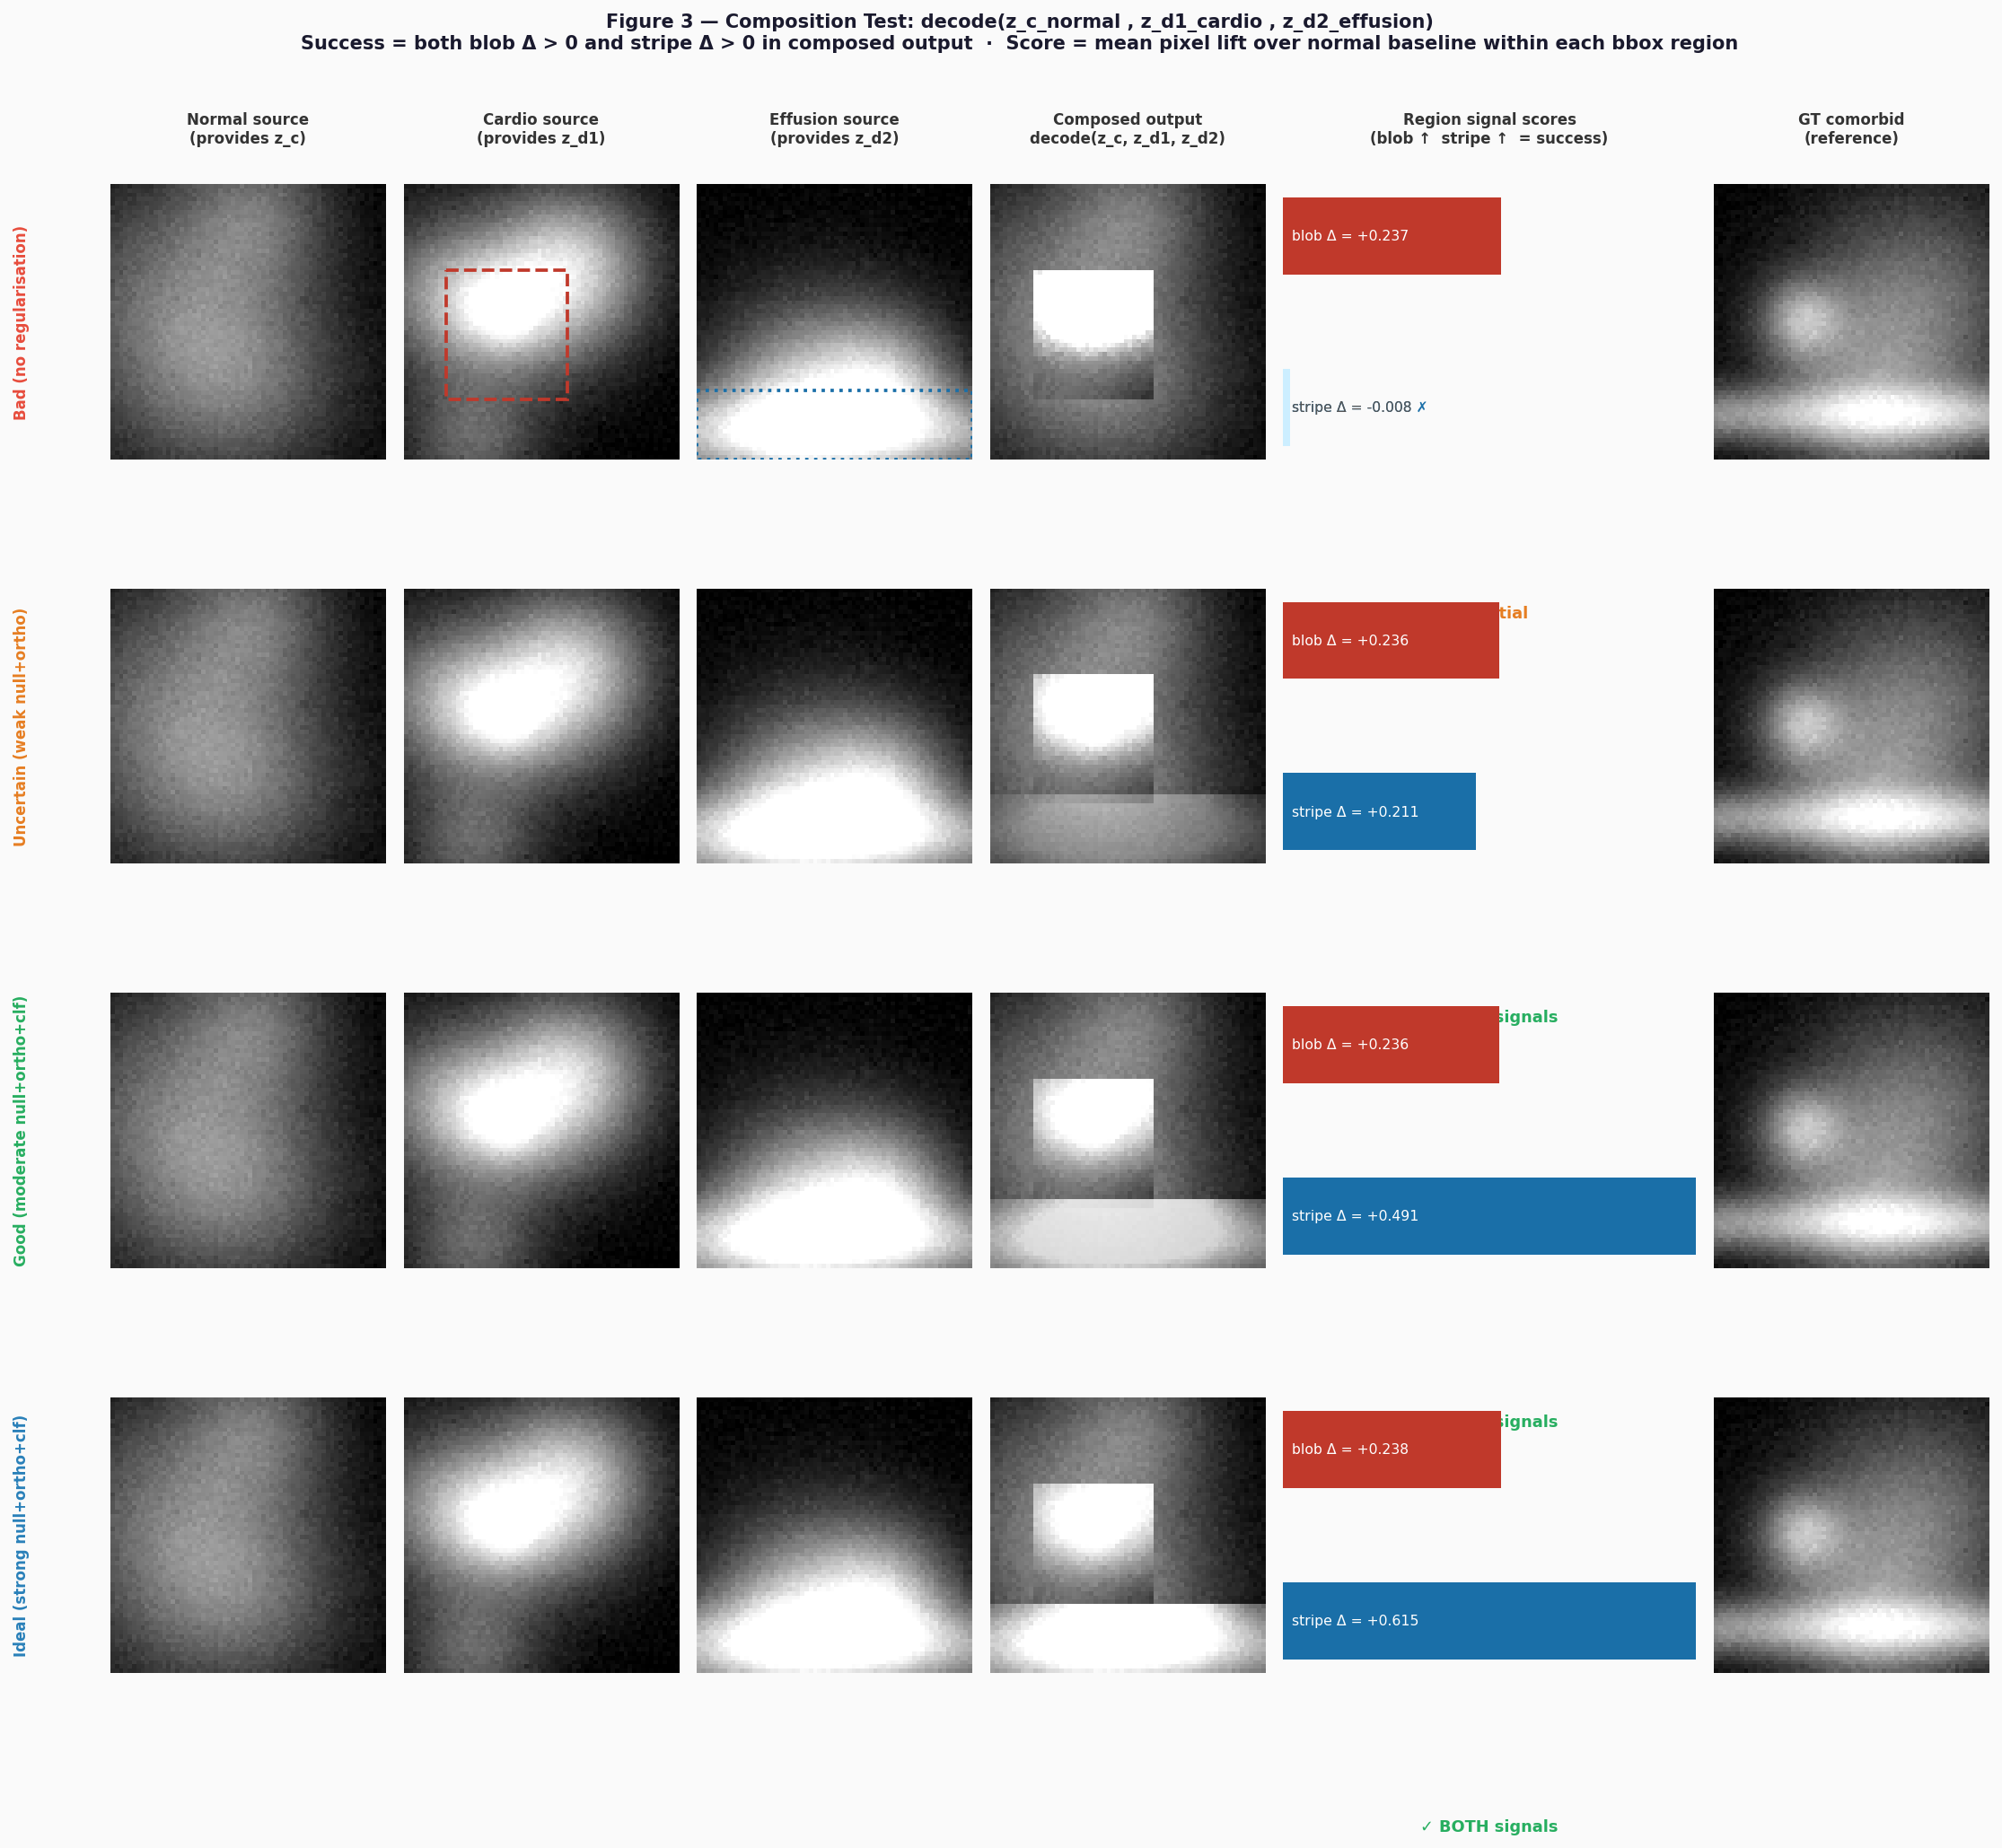 Figure 3 — Composition Test: decode(z_c_normal , z_d1_cardio , z_d2_effusion)
Success = both blob Δ > 0 and stripe Δ > 0 in composed output · Score = mean pixel lift over normal baseline within each bbox region
Normal source
(provides z_c)
Cardio source
(provides z_d1)
Effusion source
(provides z_d2)
Composed output
decode(z_c, z_d1, z_d2)
Region signal scores
(blob ↑ stripe ↑ = success)
GT comorbid
(reference)
Bad (no regularisation)
blob Δ = +0.237
stripe Δ = -0.008 ✗
Uncertain (weak null+ortho)
tial
blob Δ = +0.236
stripe Δ = +0.211
Good (moderate null+ortho+clf)
signals
blob Δ = +0.236
stripe Δ = +0.491
Ideal (strong null+ortho+clf)
signals
blob Δ = +0.238
stripe Δ = +0.615
✓ BOTH signals